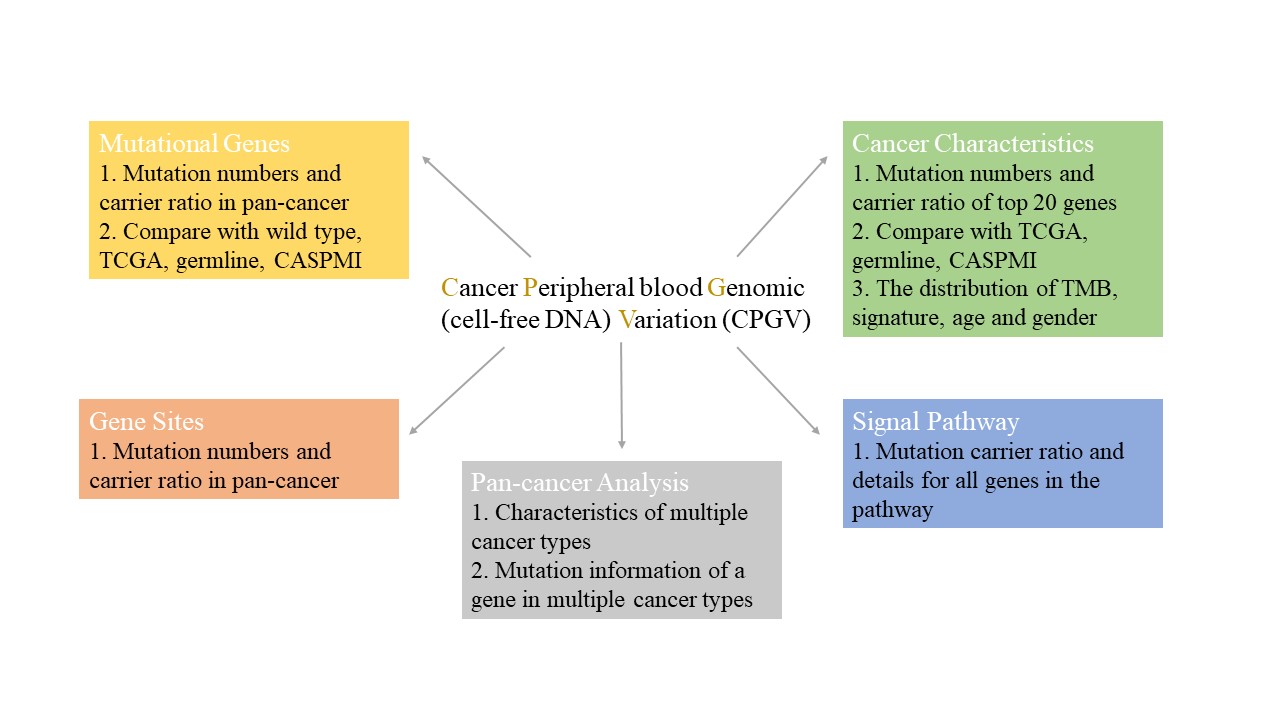 Mutational Genes
1. Mutation numbers and
carrier ratio in pan-cancer
2. Compare with wild type,
TCGA, germline, CASPMI
Cancer Characteristics
1. Mutation numbers and
carrier ratio of top 20 genes
2. Compare with TCGA,
germline, CASPMI
3. The distribution of TMB,
signature, age and gender
Cancer Peripheral blood Genomic
(cell-free DNA) Variation (CPGV)
Gene Sites
1. Mutation numbers and
carrier ratio in pan-cancer
Pan-cancer Analysis
1. Characteristics of multiple
cancer types
2. Mutation information of a
gene in multiple cancer types
Signal Pathway
1. Mutation carrier ratio and
details for all genes in the
pathway